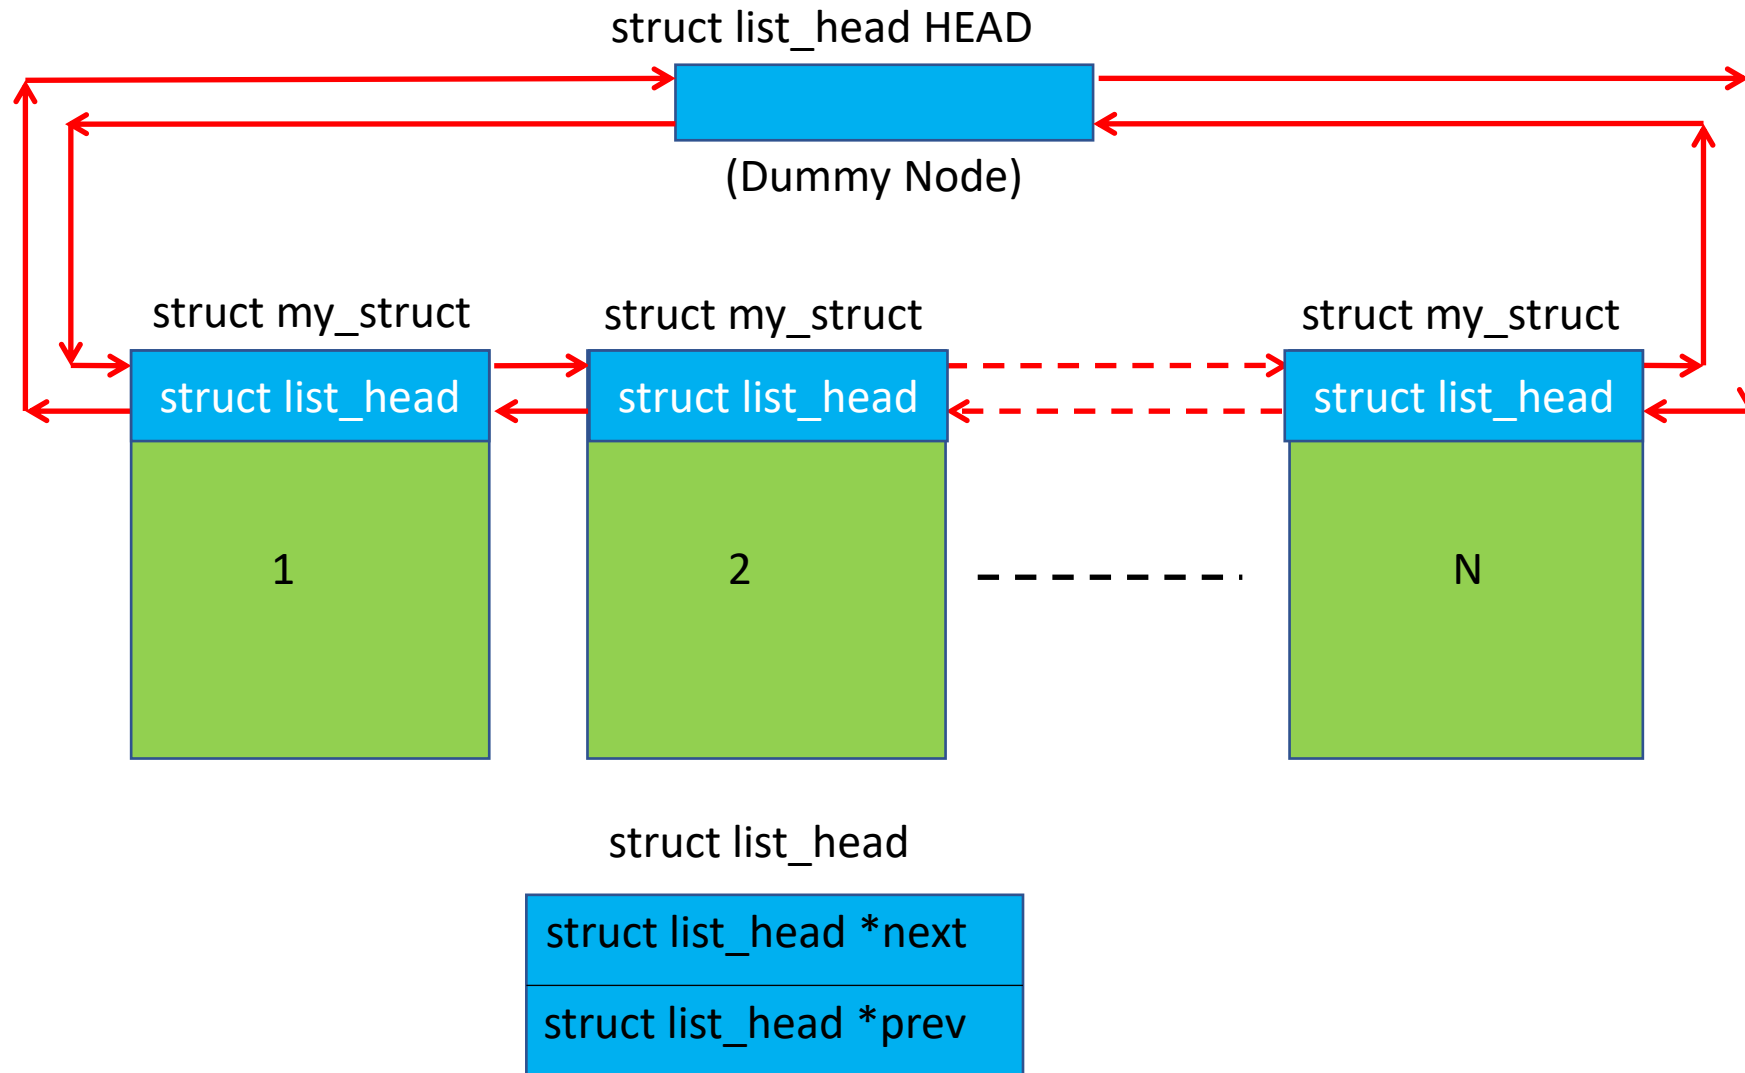 struct list_head HEAD
(Dummy Node)
struct my_struct
struct my_struct
struct my_struct
struct list_head
struct list_head
struct list_head
1
2
N
struct list_head
struct list_head *next
struct list_head *prev